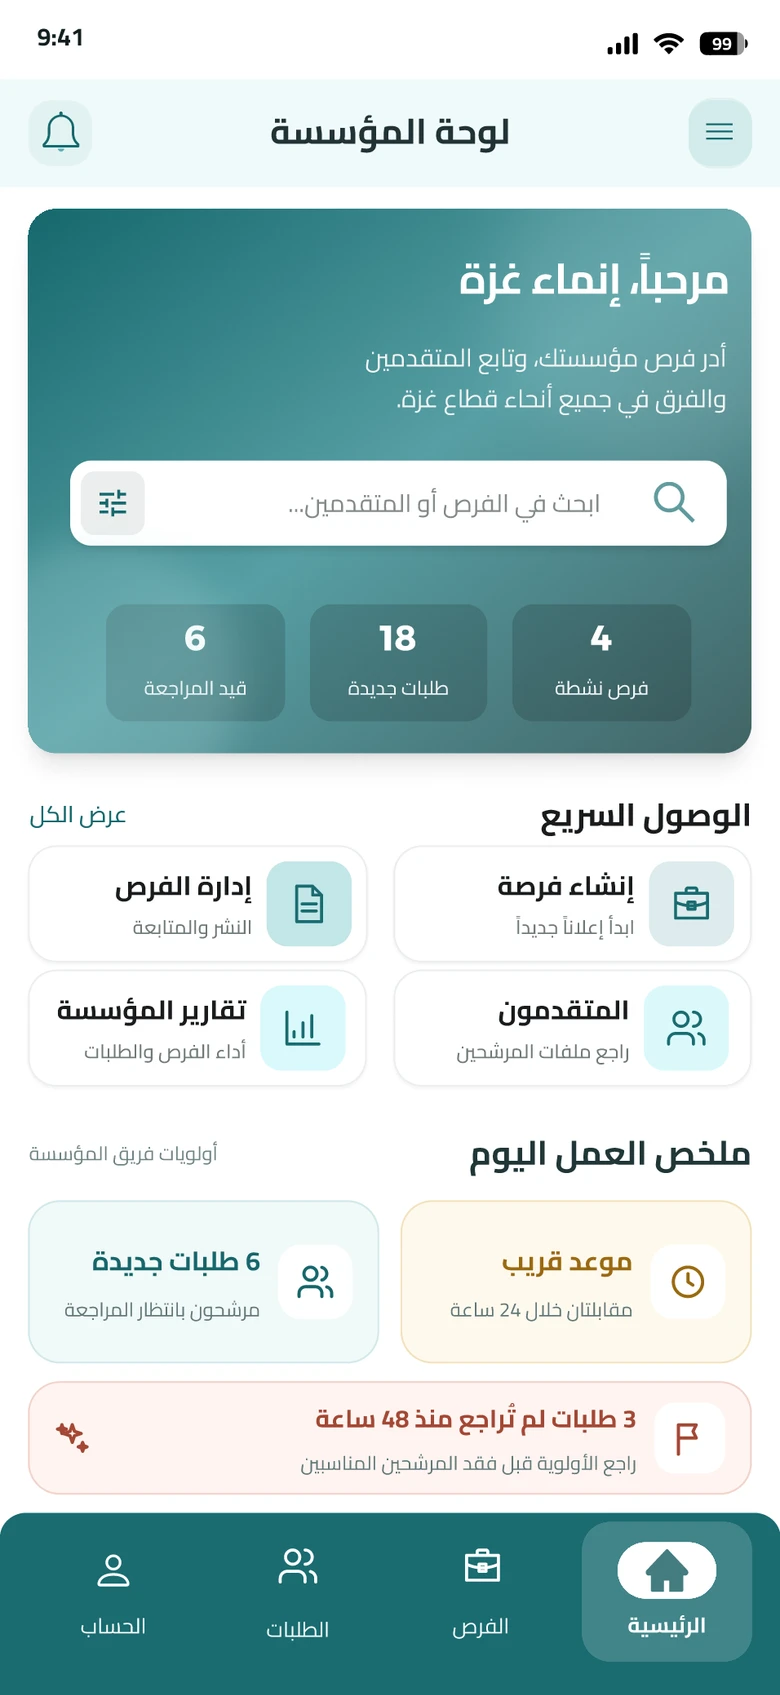 9:41
99
لوحة المؤسسة
مرحباً، إنماء غزة
أدر فرص مؤسستك، وتابع المتقدمين
والفرق في جميع أنحاء قطاع غزة.
ابحث في الفرص أو المتقدمين...
4
فرص نشطة
18
طلبات جديدة
6
قيد المراجعة
الوصول السريع
عرض الكل
إنشاء فرصة
ابدأ إعلاناً جديداً
إدارة الفرص
النشر والمتابعة
المتقدمون
راجع ملفات المرشحين
تقارير المؤسسة
أداء الفرص والطلبات
ملخص العمل اليوم
أولويات فريق المؤسسة
موعد قريب
مقابلتان خلال 24 ساعة
6 طلبات جديدة
مرشحون بانتظار المراجعة
3 طلبات لم تُراجع منذ 48 ساعة
راجع الأولوية قبل فقد المرشحين المناسبين
الرئيسية
الفرص
الطلبات
الحساب